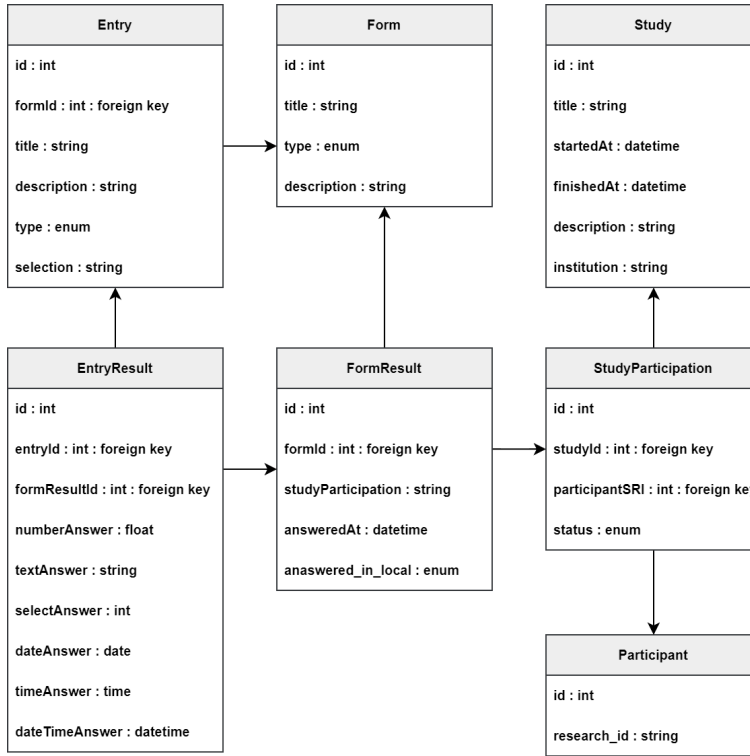 Entry
id : int
formId : int : foreign key
title : string
description : string
type : enum
selection : string
Form
id : int
title : string
type : enum
description : string
Study
id : int
title : string
startedAt : datetime
finishedAt : datetime
description : string
institution : string
EntryResult
id : int
entryId : int : foreign key
formResultId : int : foreign key
numberAnswer : float
textAnswer : string
selectAnswer : int
dateAnswer : date
timeAnswer : time
dateTimeAnswer : datetime
FormResult
id : int
formId : int : foreign key
studyParticipation : string
answeredAt : datetime
anaswered_in_local : enum
StudyParticipation
id : int
studyId : int : foreign key
participantSRI : int : foreign key
status : enum
Participant
id : int
research_id : string